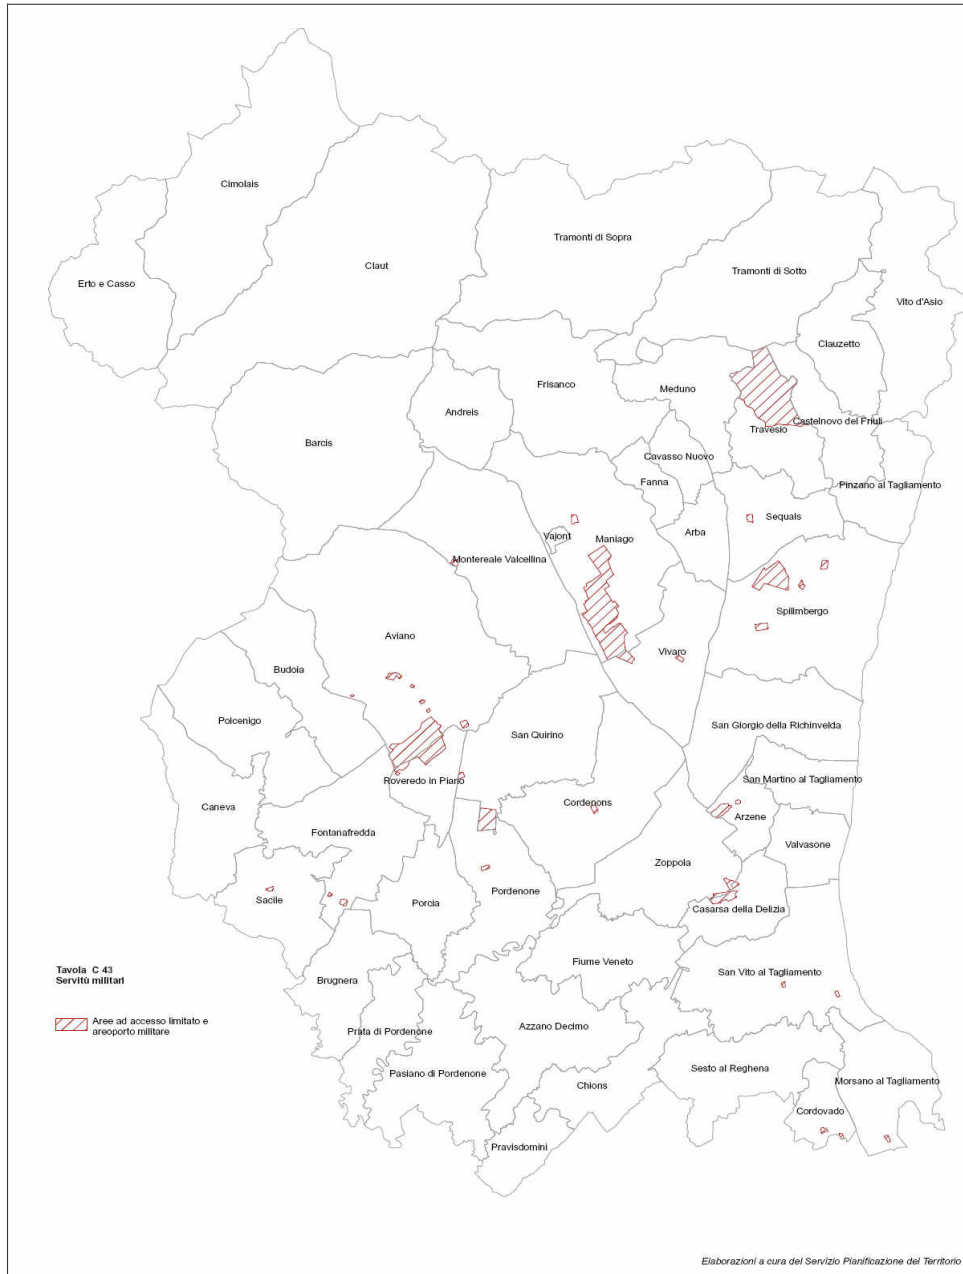 Cimolais
Tramonti di Sopra
Claut
Tramonti di Sotto
Erto e Casso
Vito d'Asio
Clauzetto
Frisanco
Meduno
Andreis
Castelnovo del Friuli
Travesio
Barcis
Cavasso Nuovo
Fanna
Pinzano al Tagliamento
Sequals
Arba
Vajont
Maniago
Montereale Valcellina
Spilimbergo
Aviano
Vivaro
Budoia
Polcenigo
San Giorgio della Richinvelda
San Quirino
San Martino al Tagliamento
Roveredo in Piano
Cordenons
Caneva
Arzene
Fontanafredda
Valvasone
Zoppola
Pordenone
Sacile
Porcia
Casarsa della Delizia
Fiume Veneto
Tavola C 43
Servitù militari
San Vito al Tagliamento
Brugnera
Aree ad accesso limitato e
areoporto militare
Azzano Decimo
Prata di Pordenone
Sesto al Reghena
Pasiano di Pordenone
Morsano al Tagliamento
Chions
Cordovado
Pravisdomini
Elaborazioni a cura del Servizio Pianificazione del Territorio